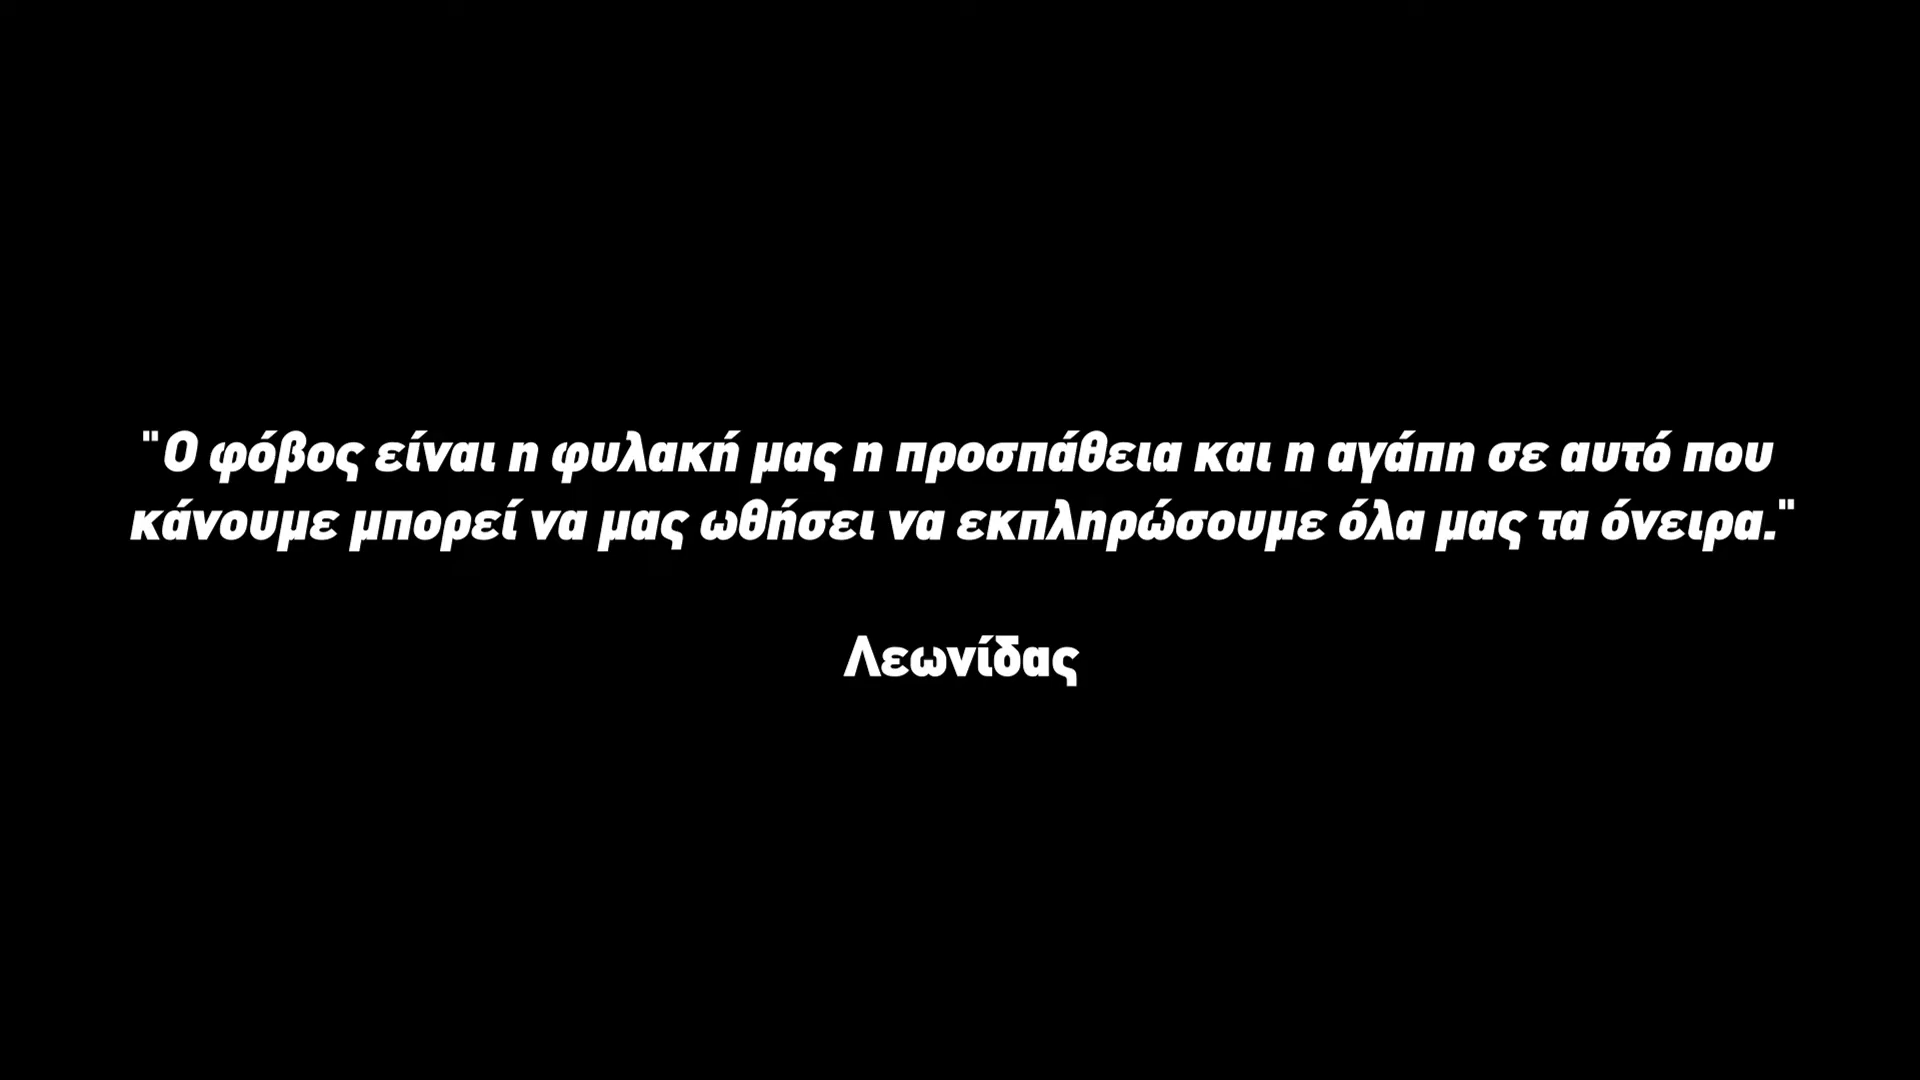 "Ο φόβος είναι η φυλακή μας η προσπάθεια και η αγάπη σε αυτό που
κάνουμε μπορεί να μας ωθήσει να εκπληρώσουμε όλα μας τα όνειρα."
Λεωνίδας